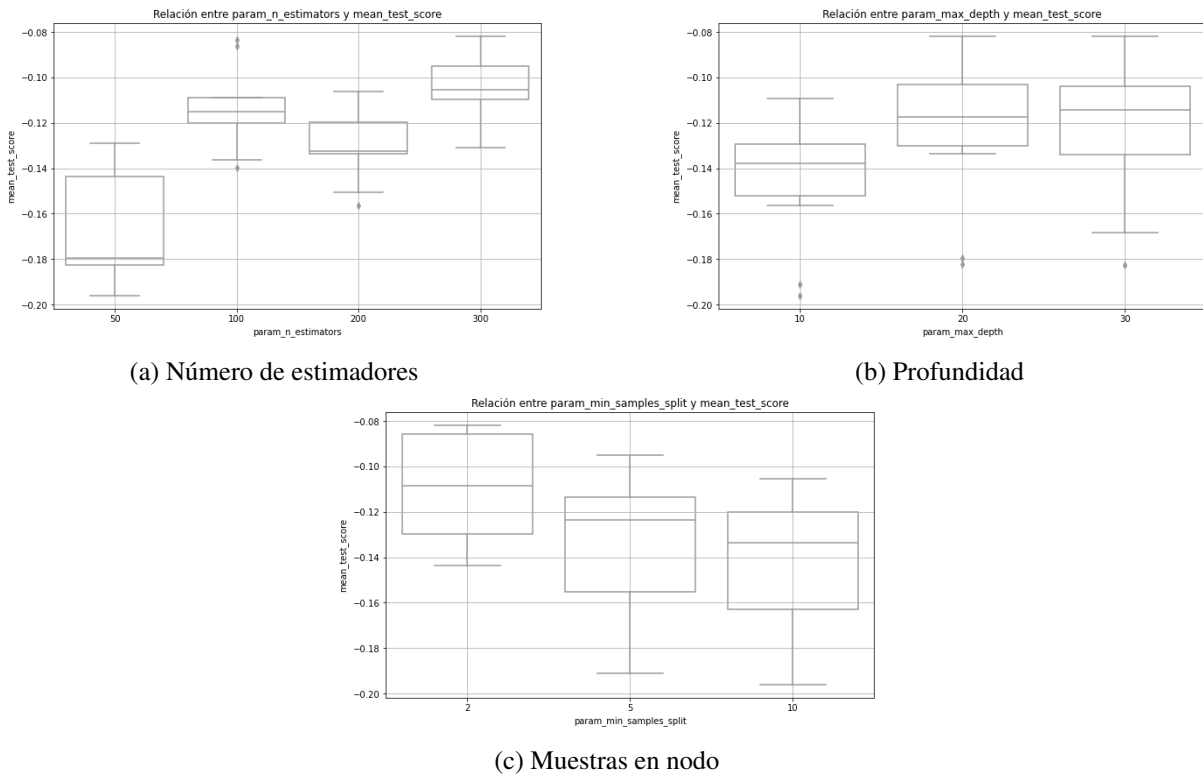 Relación entre param_n_estimators y mean_test_score
mean_test_score
−0.08
−0.10
−0.12
−0.14
−0.16
−0.18
−0.20
50 100 200 300
param_n_estimators
(a) Número de estimadores
Relación entre param_max_depth y mean_test_score
mean_test_score
−0.08
−0.10
−0.12
−0.14
−0.16
−0.18
−0.20
10 20 30
param_max_depth
(b) Profundidad
Relación entre param_min_samples_split y mean_test_score
mean_test_score
−0.08
−0.10
−0.12
−0.14
−0.16
−0.18
−0.20
2 5 10
param_min_samples_split
(c) Muestras en nodo